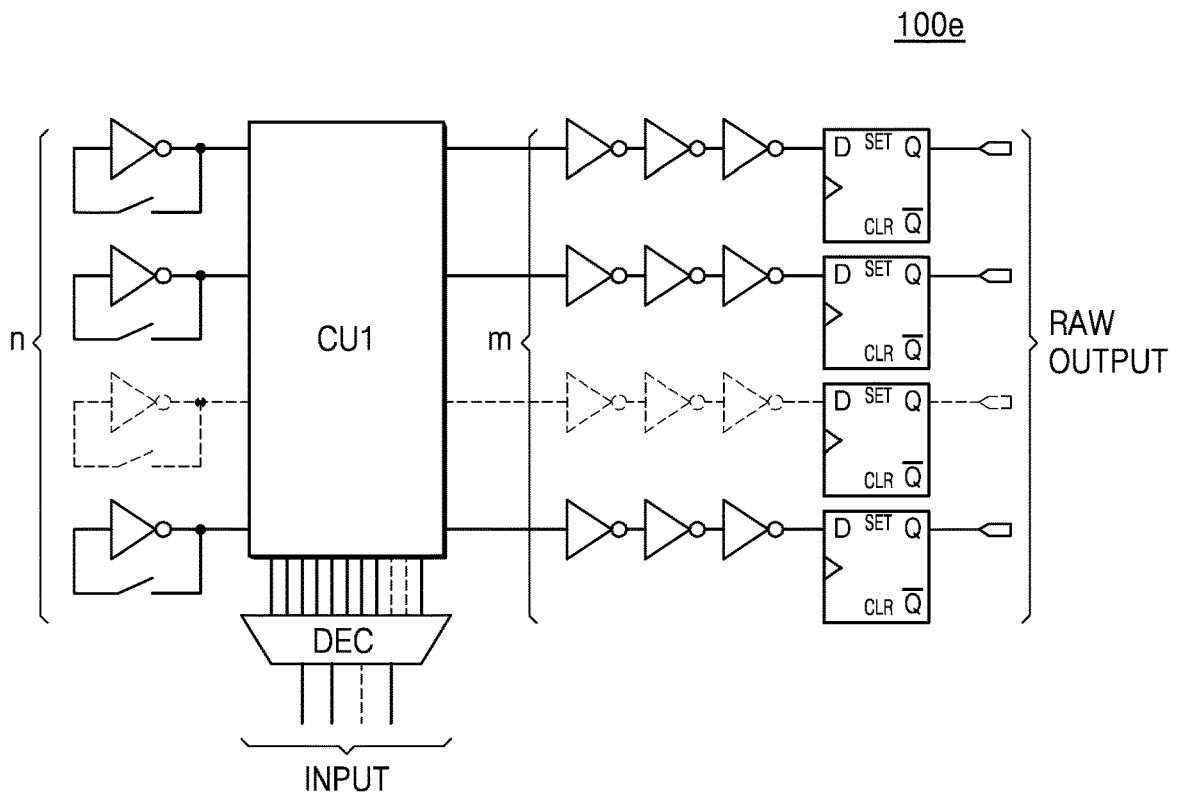 100e
n
CU1
m
D SET Q
CLR Q̅
D SET Q
CLR Q̅
D SET Q
CLR Q̅
D SET Q
CLR Q̅
RAW
OUTPUT
DEC
INPUT